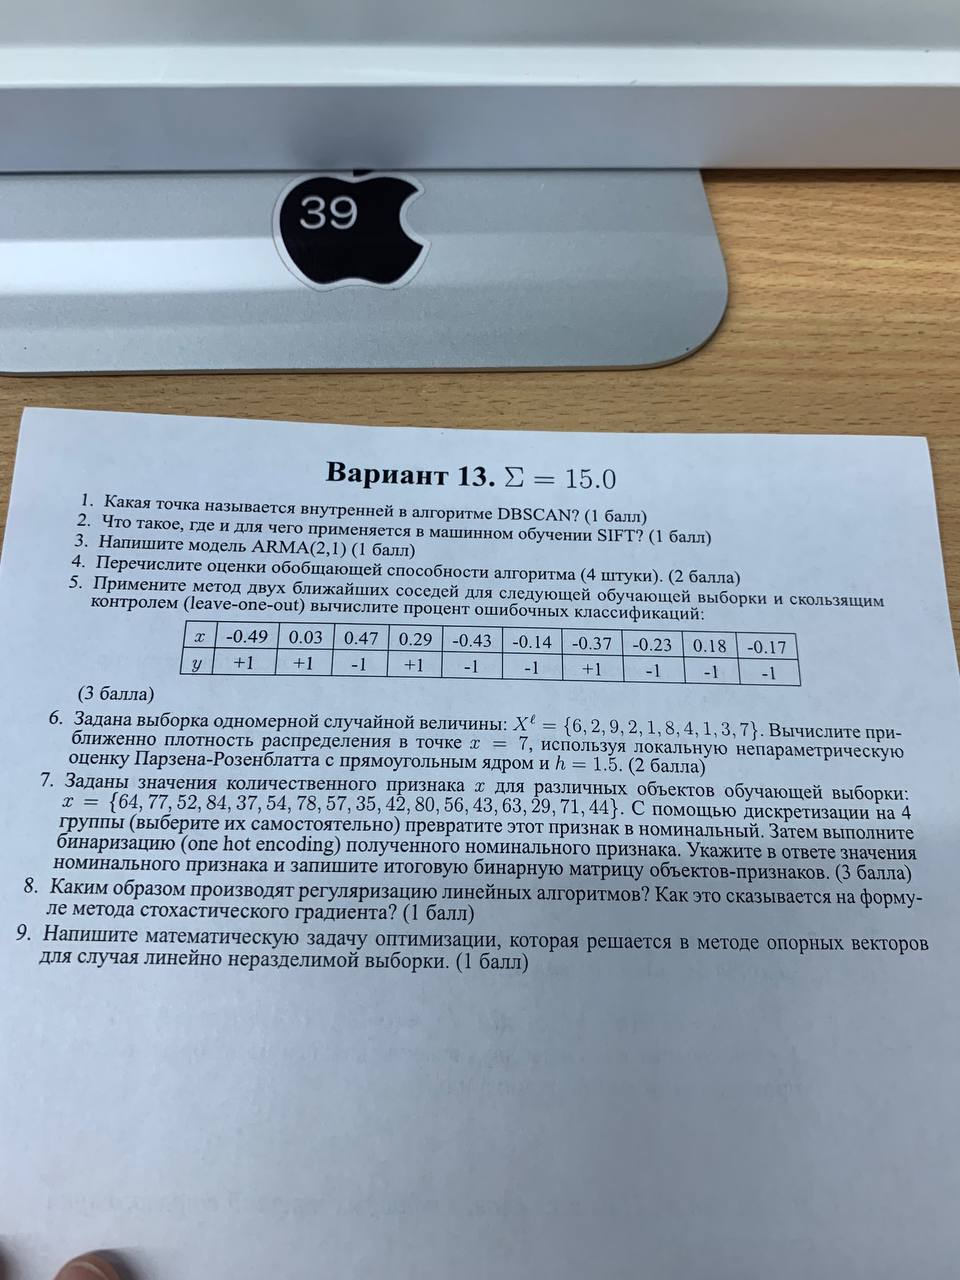 39
Вариант 13. Σ = 15.0
1. Какая точка называется внутренней в алгоритме DBSCAN? (1 балл)
2. Что такое, где и для чего применяется в машинном обучении SIFT? (1 балл)
3. Напишите модель ARMA(2,1) (1 балл)
4. Перечислите оценки обобщающей способности алгоритма (4 штуки). (2 балла)
5. Примените метод двух ближайших соседей для следующей обучающей выборки и скользящим
контролем (leave-one-out) вычислите процент ошибочных классификаций:
x -0.49 0.03 0.47 0.29 -0.43 -0.14 -0.37 -0.23 0.18 -0.17
y +1 +1 -1 +1 -1 -1 +1 -1 -1 -1
(3 балла)
6. Задана выборка одномерной случайной величины: Xℓ = {6, 2, 9, 2, 1, 8, 4, 1, 3, 7}. Вычислите при-
ближенно плотность распределения в точке x = 7, используя локальную непараметрическую
оценку Парзена-Розенблатта с прямоугольным ядром и h = 1.5. (2 балла)
7. Заданы значения количественного признака x для различных объектов обучающей выборки:
x = {64, 77, 52, 84, 37, 54, 78, 57, 35, 42, 80, 56, 43, 63, 29, 71, 44}. С помощью дискретизации на 4
группы (выберите их самостоятельно) превратите этот признак в номинальный. Затем выполните
бинаризацию (one hot encoding) полученного номинального признака. Укажите в ответе значения
номинального признака и запишите итоговую бинарную матрицу объектов-признаков. (3 балла)
8. Каким образом производят регуляризацию линейных алгоритмов? Как это сказывается на форму-
ле метода стохастического градиента? (1 балл)
9. Напишите математическую задачу оптимизации, которая решается в методе опорных векторов
для случая линейно неразделимой выборки. (1 балл)